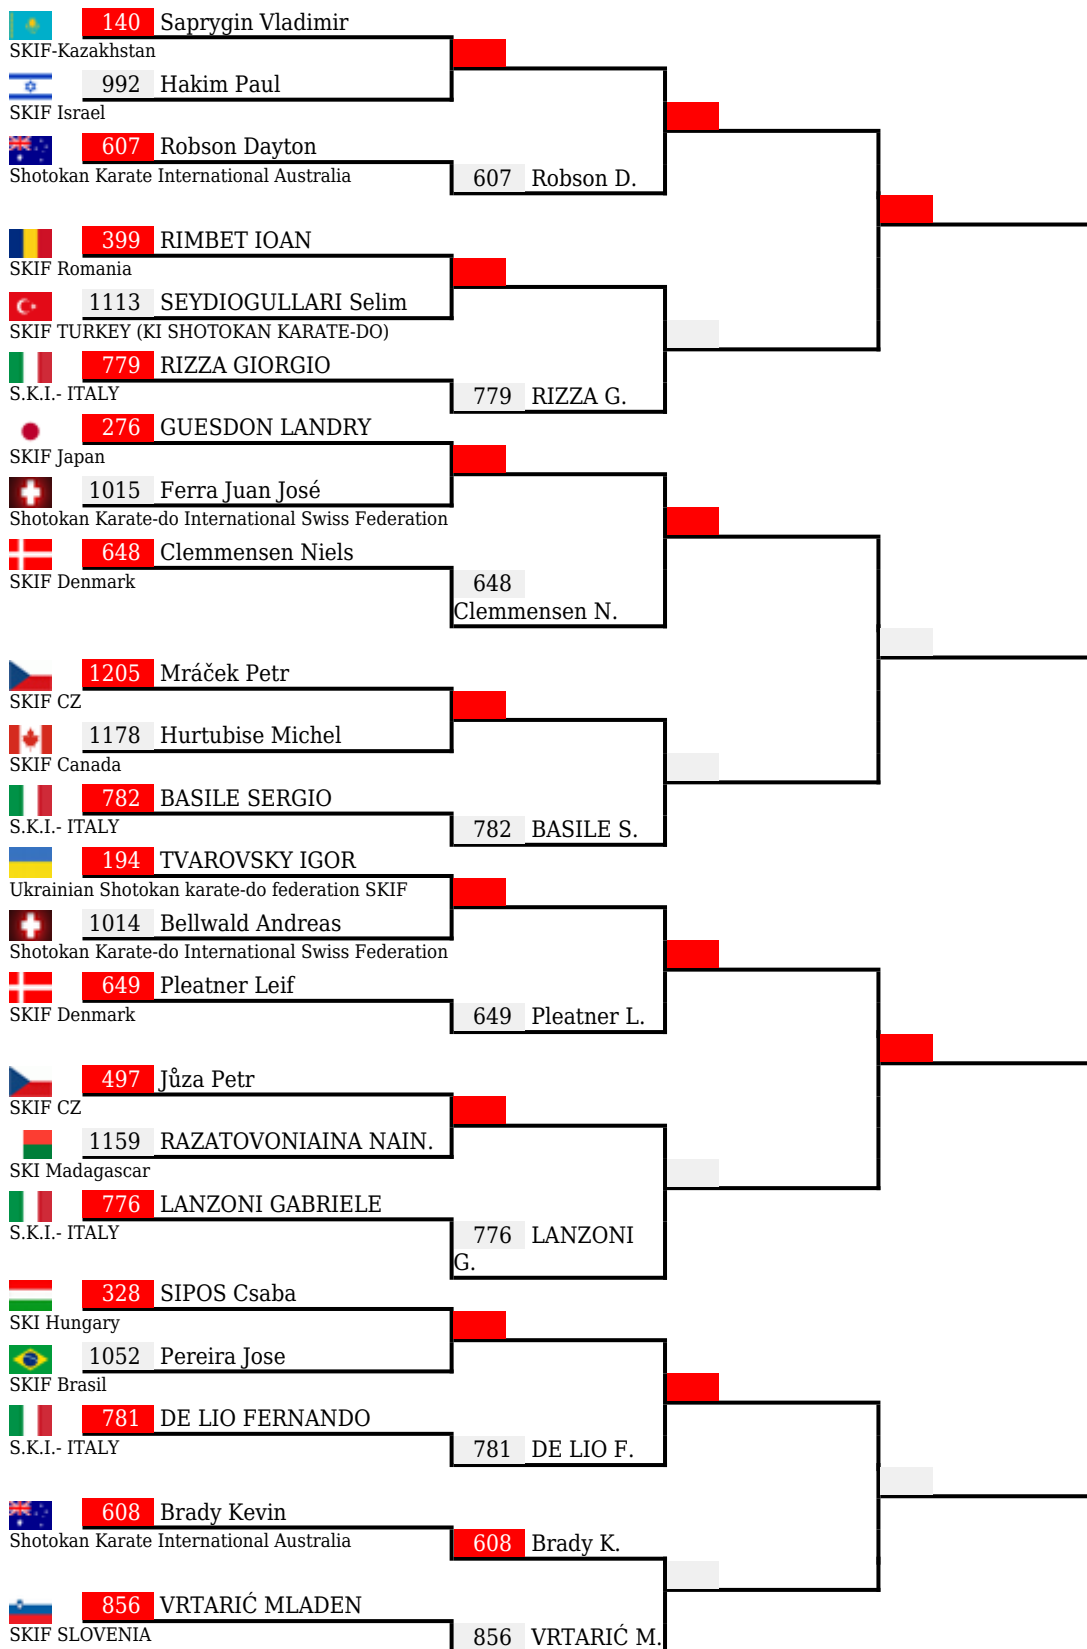 140 Saprygin Vladimir
SKIF-Kazakhstan
992 Hakim Paul
SKIF Israel
607 Robson Dayton
Shotokan Karate International Australia
607 Robson D.
399 RIMBET IOAN
SKIF Romania
1113 SEYDIOGULLARI Selim
SKIF TURKEY (KI SHOTOKAN KARATE-DO)
779 RIZZA GIORGIO
S.K.I.- ITALY
779 RIZZA G.
276 GUESDON LANDRY
SKIF Japan
1015 Ferra Juan José
Shotokan Karate-do International Swiss Federation
648 Clemmensen Niels
SKIF Denmark
648
Clemmensen N.
1205 Mráček Petr
SKIF CZ
1178 Hurtubise Michel
SKIF Canada
782 BASILE SERGIO
S.K.I.- ITALY
782 BASILE S.
194 TVAROVSKY IGOR
Ukrainian Shotokan karate-do federation SKIF
1014 Bellwald Andreas
Shotokan Karate-do International Swiss Federation
649 Pleatner Leif
SKIF Denmark
649 Pleatner L.
497 Jůza Petr
SKIF CZ
1159 RAZATOVONIAINA NAIN.
SKI Madagascar
776 LANZONI GABRIELE
S.K.I.- ITALY
776 LANZONI
G.
328 SIPOS Csaba
SKI Hungary
1052 Pereira Jose
SKIF Brasil
781 DE LIO FERNANDO
S.K.I.- ITALY
781 DE LIO F.
608 Brady Kevin
Shotokan Karate International Australia
608 Brady K.
856 VRTARIĆ MLADEN
SKIF SLOVENIA
856 VRTARIĆ M.